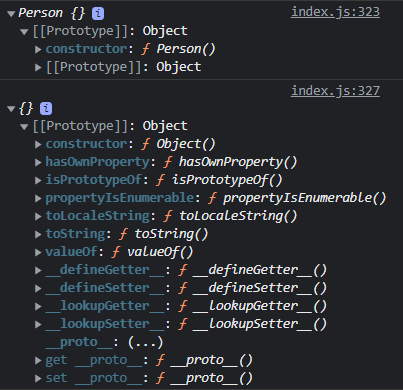 Person {} i index.js:323
[[Prototype]]: Object
constructor: ƒ Person()
[[Prototype]]: Object
index.js:327
{} i
[[Prototype]]: Object
constructor: ƒ Object()
hasOwnProperty: ƒ hasOwnProperty()
isPrototypeOf: ƒ isPrototypeOf()
propertyIsEnumerable: ƒ propertyIsEnumerable()
toLocaleString: ƒ toLocaleString()
toString: ƒ toString()
valueOf: ƒ valueOf()
__defineGetter__: ƒ __defineGetter__()
__defineSetter__: ƒ __defineSetter__()
__lookupGetter__: ƒ __lookupGetter__()
__lookupSetter__: ƒ __lookupSetter__()
__proto__: (...)
get __proto__: ƒ __proto__()
set __proto__: ƒ __proto__()